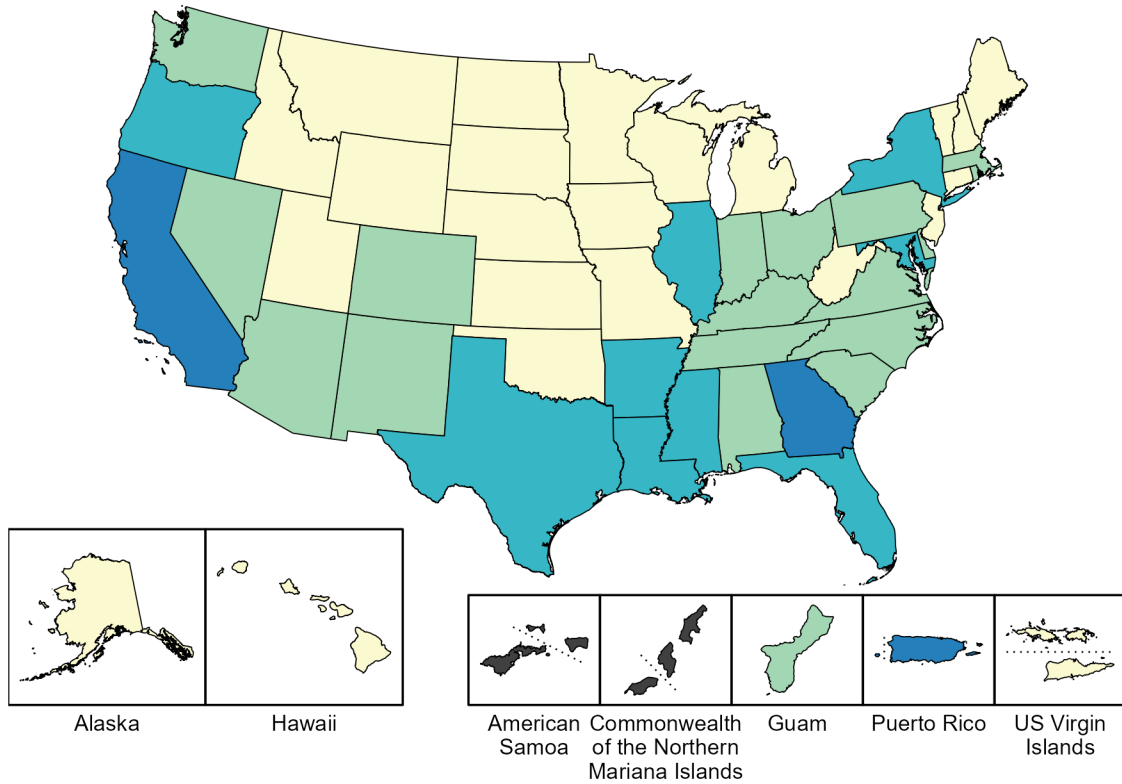 Alaska
Hawaii
American
Samoa
Commonwealth
of the Northern
Mariana Islands
Guam
Puerto Rico
US Virgin
Islands